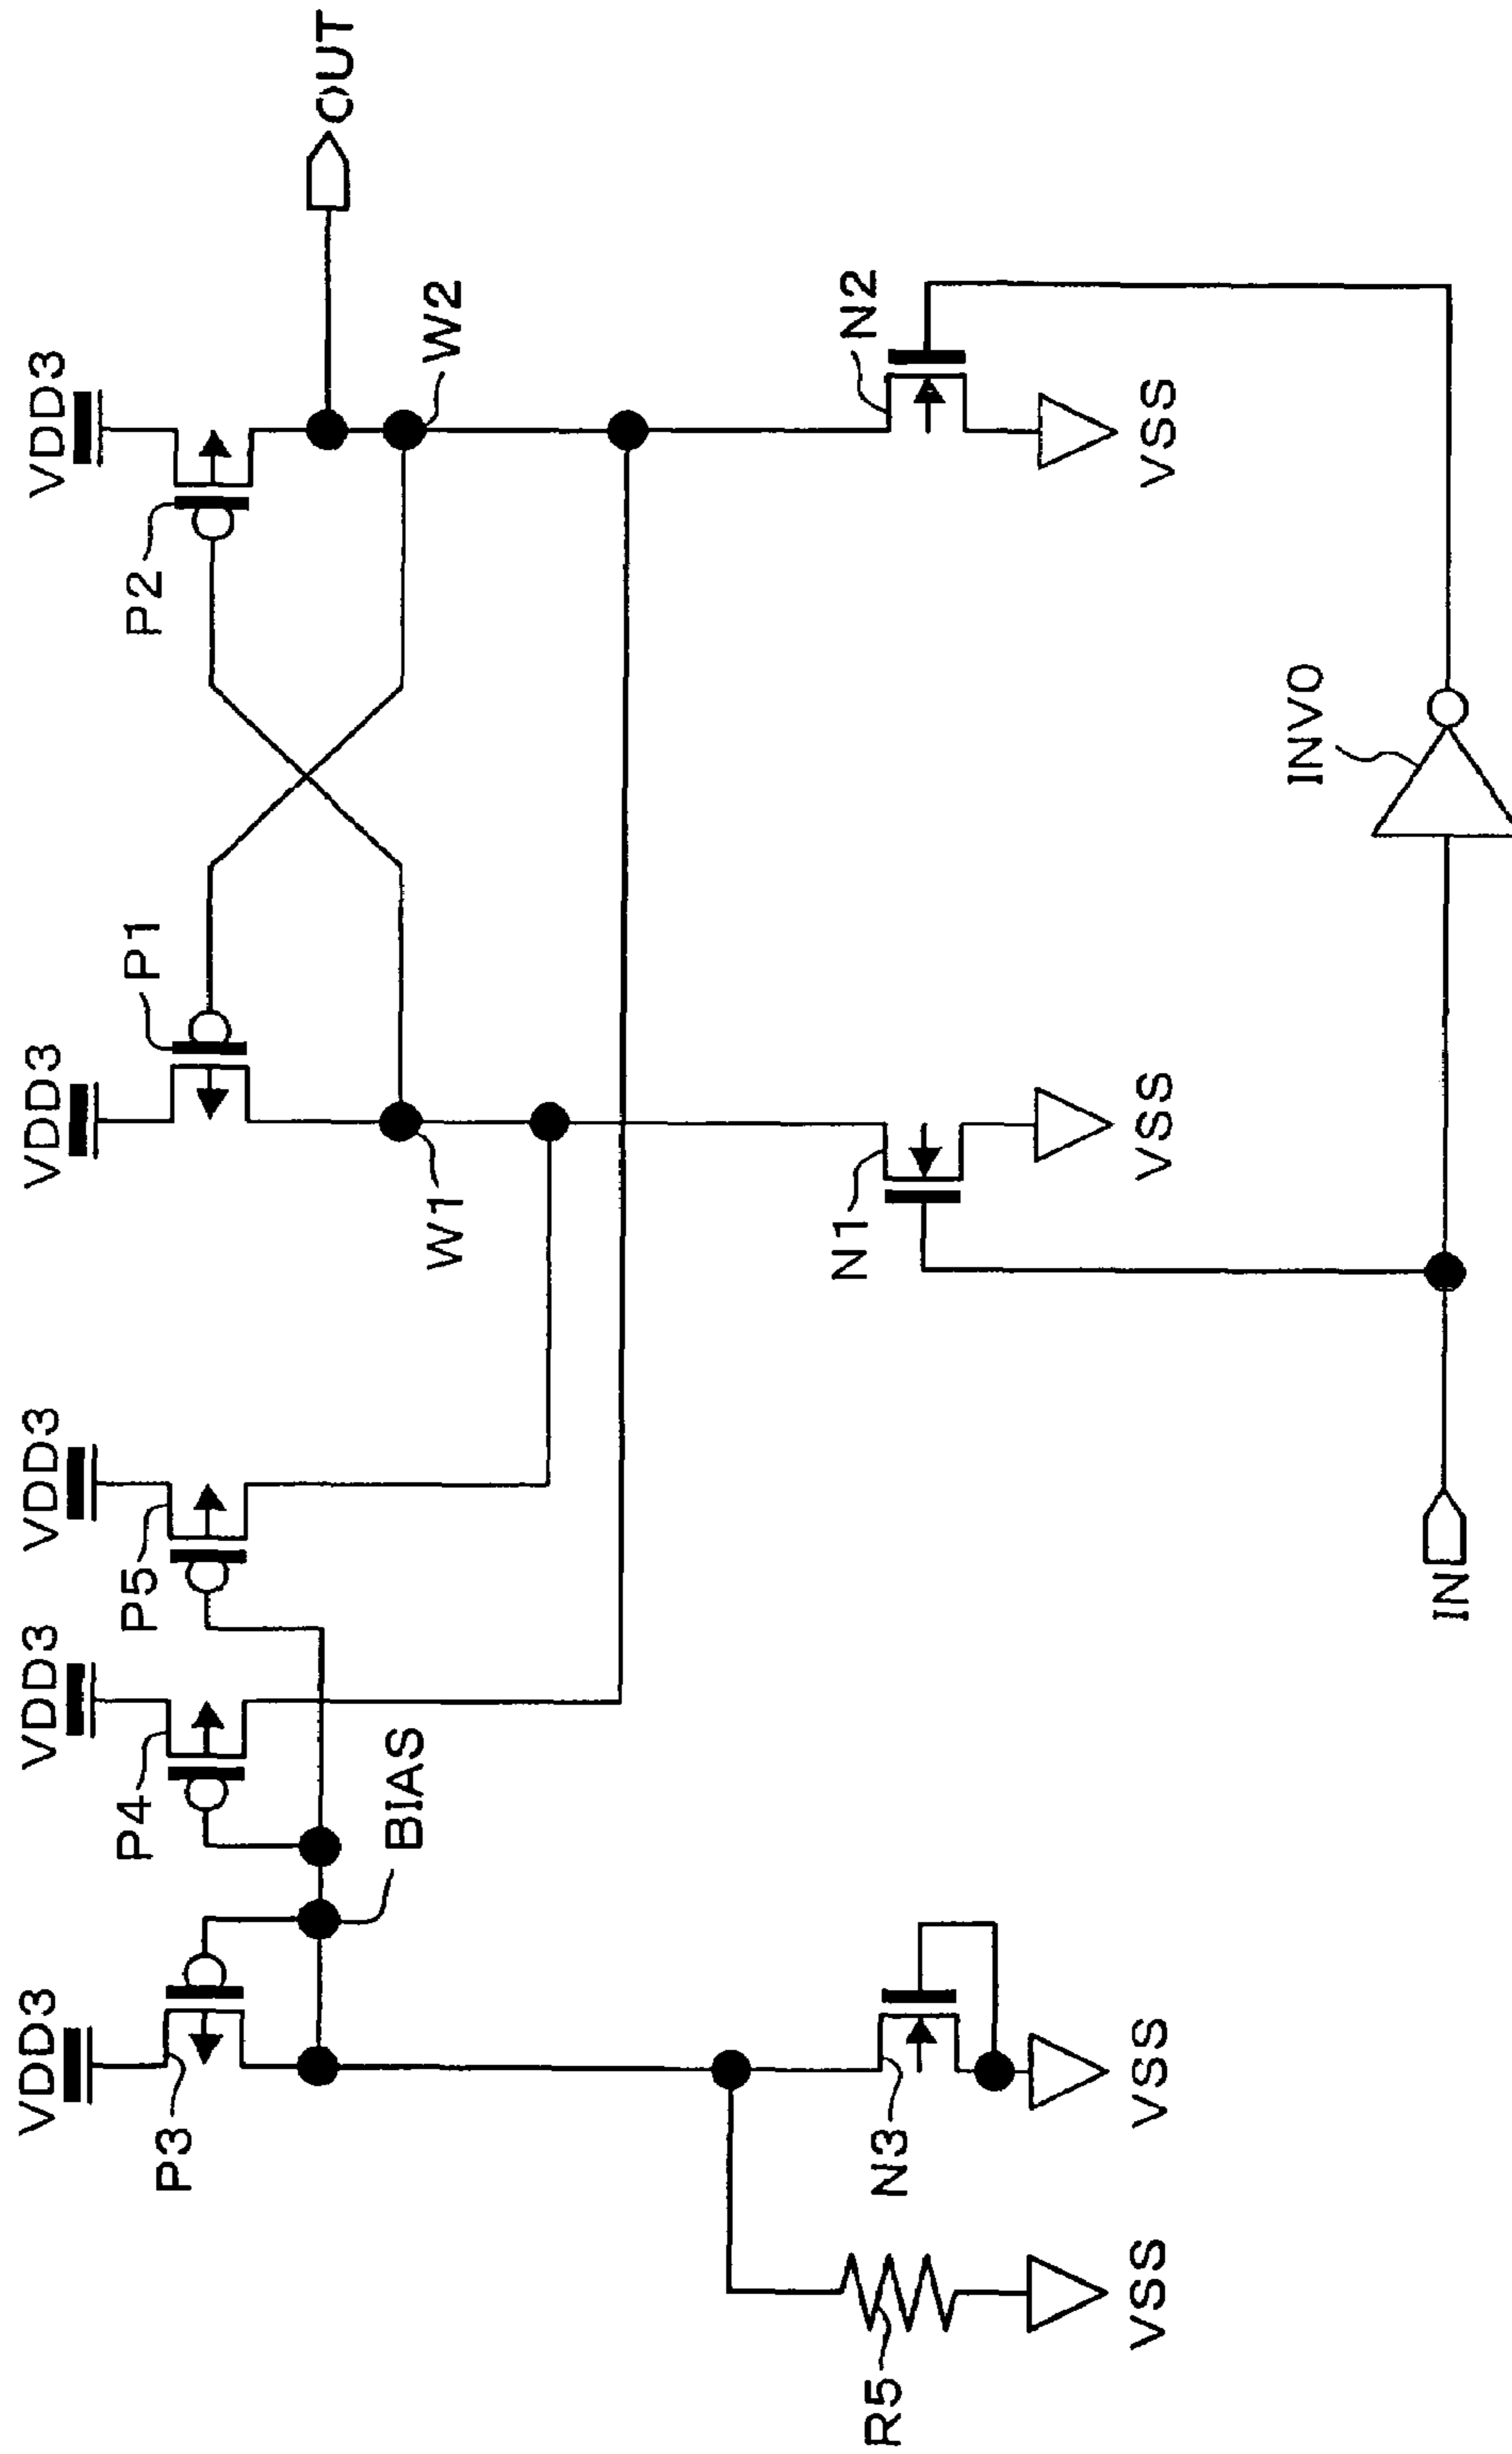 VDD3
VDD3
VDD3
VDD3
VDD3
P3
P4
P5
P1
P2
OUT
BIAS
W1
W2
R5
N3
N1
N2
VSS
VSS
VSS
VSS
INV0
IN